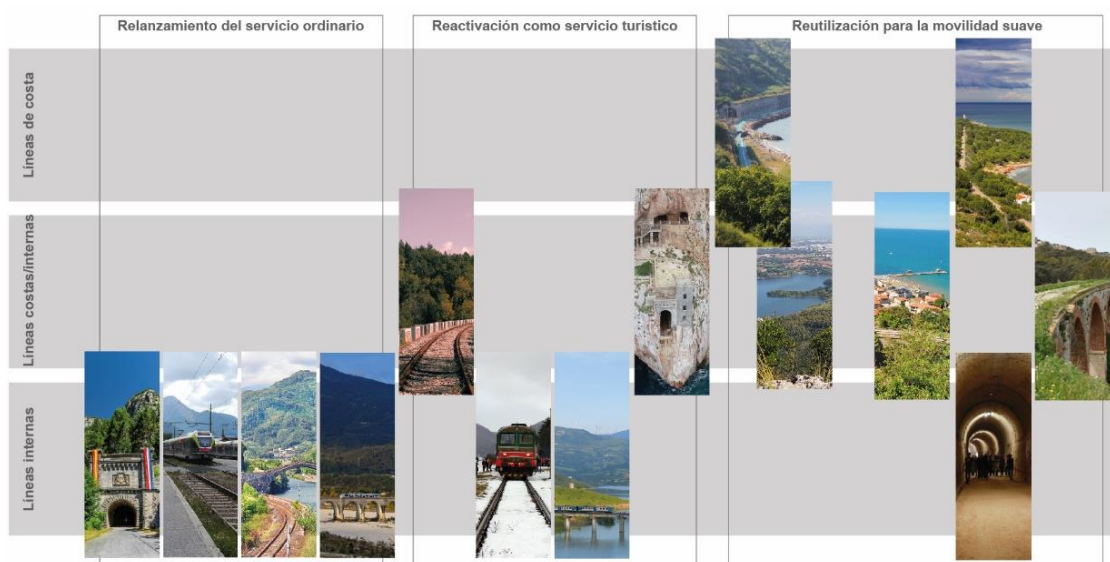 Relanzamiento del servicio ordinario
Reactivación como servicio turístico
Reutilización para la movilidad suave
Líneas de costa
Líneas costas/internas
Líneas internas